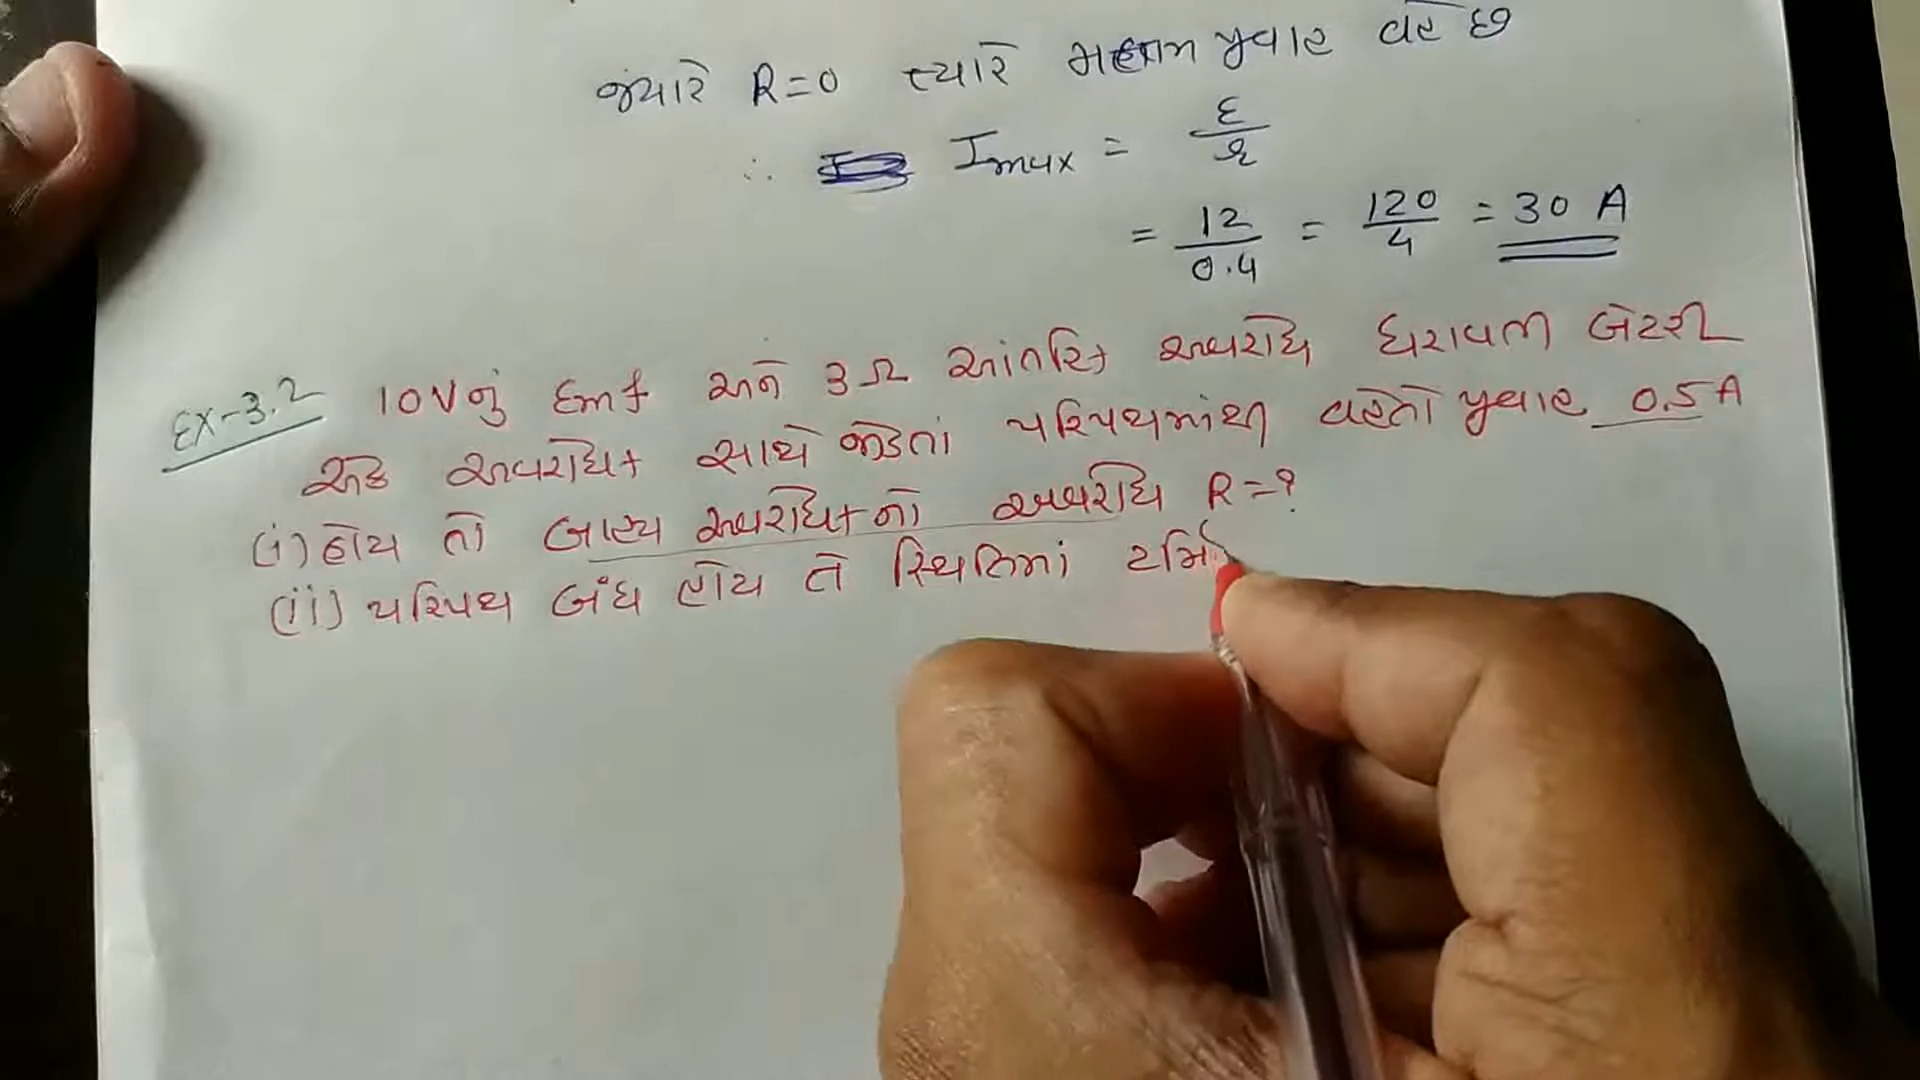 જ્યારે R=0 ત્યારે મહત્તમ પ્રવાહ વહે છે
∴ Imax = ε/r
= 12/0.4 = 120/4 = 30 A
EX-3.2 10Vનું Emf અને 3Ω આંતરિક અવરોધ ધરાવતી બેટરી
એક અવરોધક સાથે જોડતાં પરિપથમાંથી વહેતો પ્રવાહ 0.5A
(i) હોય તો બાહ્ય અવરોધકનો અવરોધ R=?
(ii) પરિપથ બંધ હોય તે સ્થિતિમાં ટર્મિ